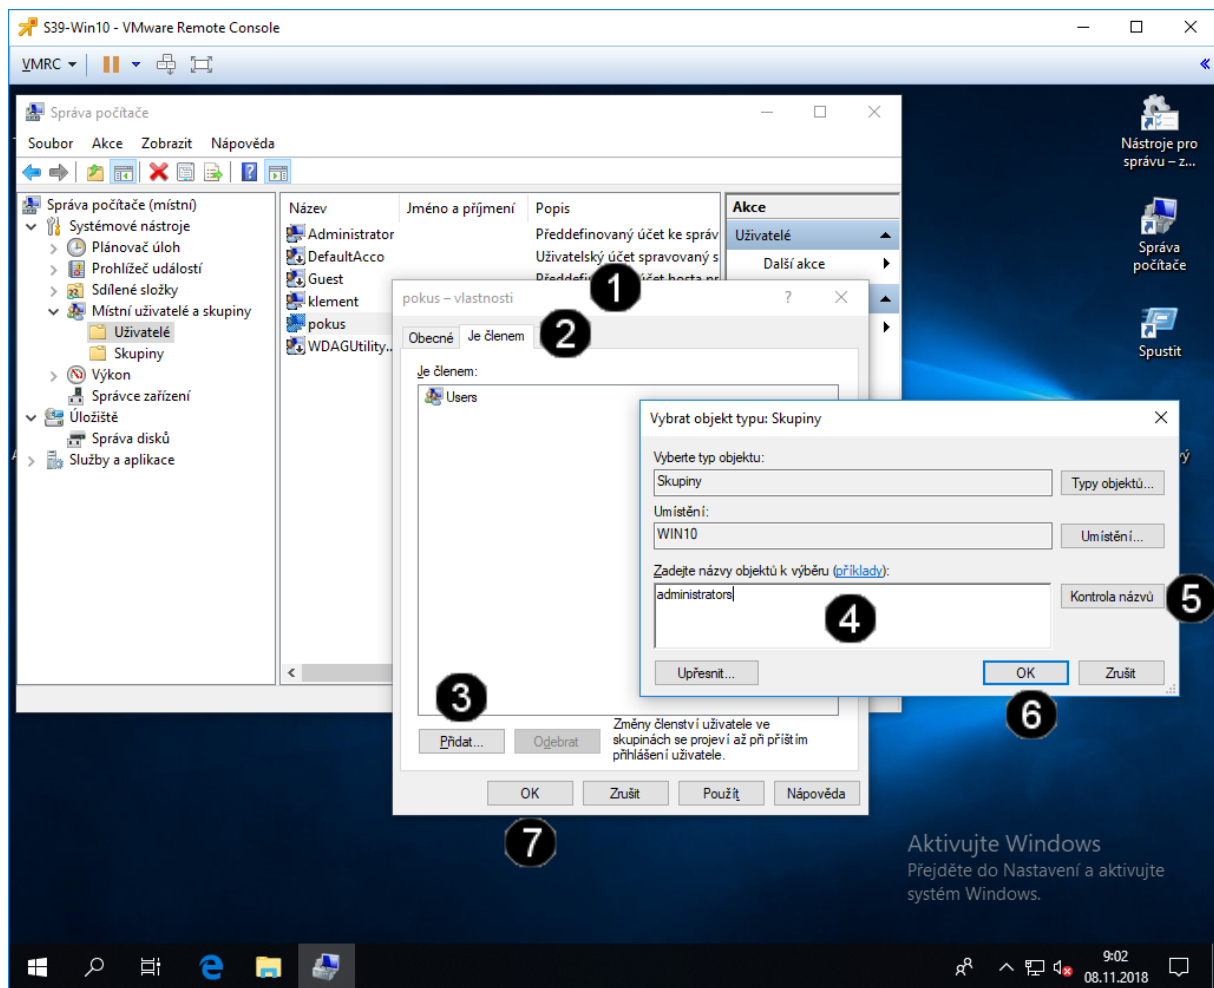 S39-Win10 - VMware Remote Console
VMRC
Správa počítače
Soubor Akce Zobrazit Nápověda
Správa počítače (místní)
Systémové nástroje
Plánovač úloh
Prohlížeč událostí
Sdílené složky
Místní uživatelé a skupiny
Uživatelé
Skupiny
Výkon
Správce zařízení
Úložiště
Správa disků
Služby a aplikace
Název Jméno a příjmení Popis
Administrator Předdefinovaný účet ke správ
DefaultAcco Uživatelský účet spravovaný s
Guest Předdefin účet hosta pr
klement
pokus
WDAGUtility...
Akce
Uživatelé
Další akce
1
pokus – vlastnosti
?
2
Obecné Je členem
Je členem:
Users
3
Přidat... Odebrat
Změny členství uživatele ve
skupinách se projeví až při příštím
přihlášení uživatele.
OK Zrušit Použít Nápověda
7
Vybrat objekt typu: Skupiny
Vyberte typ objektu:
Skupiny Typy objektů...
Umístění:
WIN10 Umístění...
Zadejte názvy objektů k výběru (příklady):
administrators Kontrola názvů
4
5
Upřesnit... OK Zrušit
6
Nástroje pro
správu – z...
Správa
počítače
Spustit
Aktivujte Windows
Přejděte do Nastavení a aktivujte
systém Windows.
9:02
08.11.2018